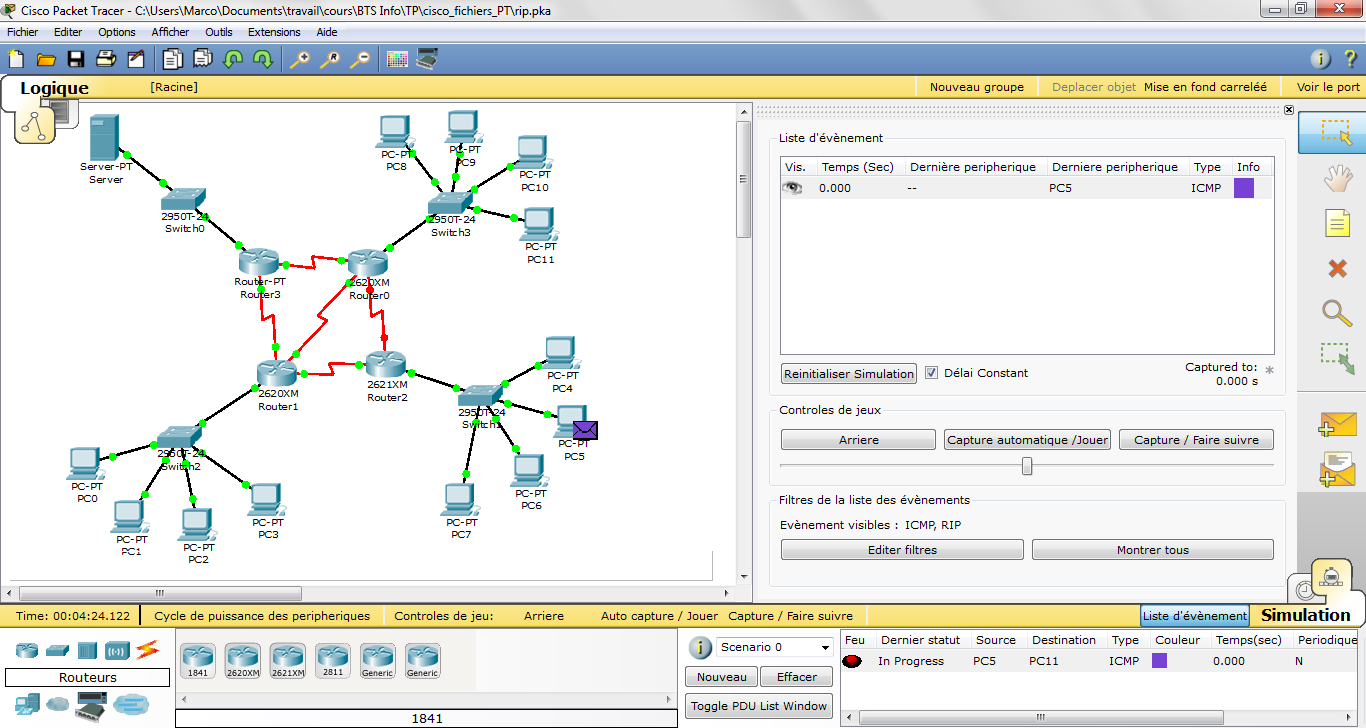 Cisco Packet Tracer - C:\Users\Marco\Documents\travail\cours\BTS Info\TP\cisco_fichiers_PT\rip.pka
Fichier Editer Options Afficher Outils Extensions Aide
Logique [Racine] Nouveau groupe Deplacer objet Mise en fond carreléé Voir le port
Server-PT
Server
2950T-24
Switch0
PC-PT
PC8
PC-PT
PC9
PC-PT
PC10
2950T-24
Switch3
PC-PT
PC11
Router-PT
Router3
2620XM
Router0
2620XM
Router1
2621XM
Router2
PC-PT
PC4
2950T-24
Switch1
PC-PT
PC5
PC-PT
PC6
PC-PT
PC7
2950T-24
Switch2
PC-PT
PC0
PC-PT
PC1
PC-PT
PC2
PC-PT
PC3
Liste d'évènement
Vis. Temps (Sec) Dernière peripherique Derniere peripherique Type Info
0.000 -- PC5 ICMP
Reinitialiser Simulation Délai Constant Captured to: *
0.000 s
Controles de jeux
Arriere Capture automatique /Jouer Capture / Faire suivre
Filtres de la liste des évènements
Evènement visibles : ICMP, RIP
Editer filtres Montrer tous
Time: 00:04:24.122 Cycle de puissance des peripheriques Controles de jeu: Arriere Auto capture / Jouer Capture / Faire suivre Liste d'évènement Simulation
Routeurs
1841 2620XM 2621XM 2811 Generic Generic
1841
Scenario 0
Nouveau Effacer
Toggle PDU List Window
Feu Dernier statut Source Destination Type Couleur Temps(sec) Periodique
In Progress PC5 PC11 ICMP 0.000 N